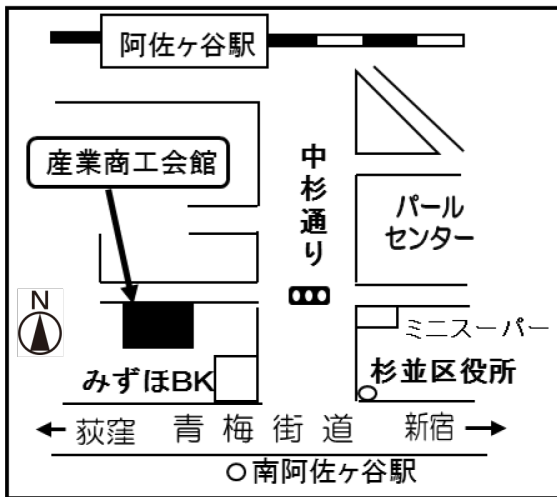 阿佐ヶ谷駅
産業商工会館
中杉通り
パール
センター
N
ミニスーパー
みずほBK
杉並区役所
← 荻窪 青梅街道 新宿 →
○南阿佐ヶ谷駅